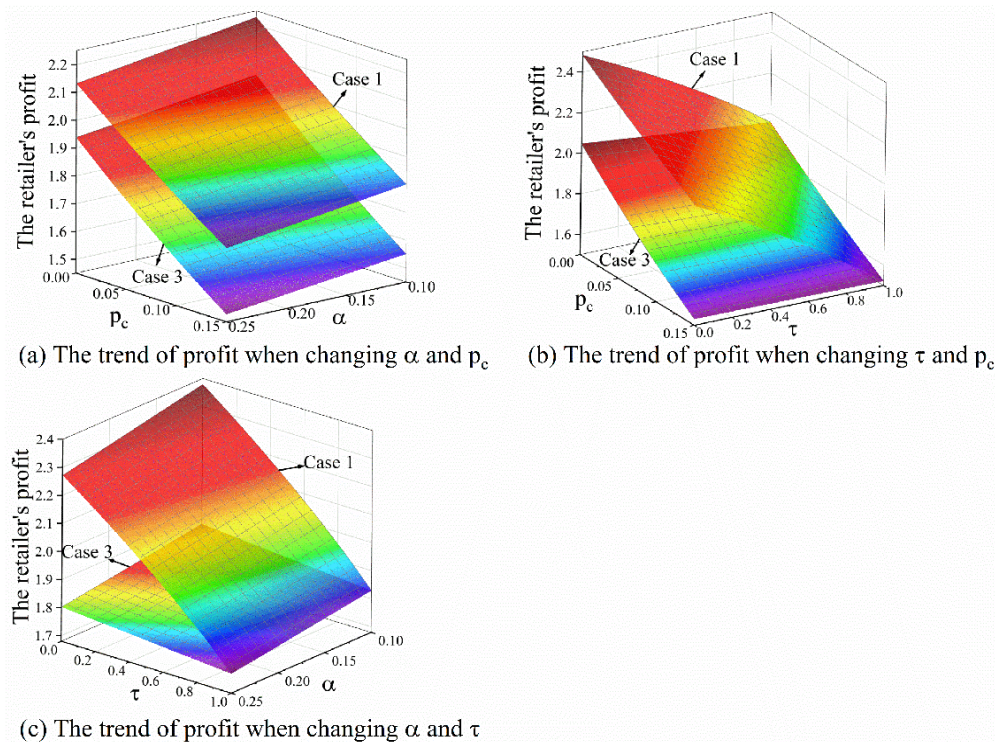 The retailer's profit
2.2
2.1
2.0
1.9
1.8
1.7
1.6
1.5
0.00
0.05
0.10
0.15
p_c
0.25
0.20
0.15
0.10
α
Case 1
Case 3
(a) The trend of profit when changing α and p_c
The retailer's profit
2.4
2.2
2.0
1.8
1.6
0.00
0.05
0.10
0.15
p_c
0.0
0.2
0.4
0.6
0.8
1.0
τ
Case 1
Case 3
(b) The trend of profit when changing τ and p_c
The retailer's profit
2.4
2.3
2.2
2.1
2.0
1.9
1.8
1.7
0.0
0.2
0.4
0.6
0.8
1.0
τ
0.25
0.20
0.15
0.10
α
Case 1
Case 3
(c) The trend of profit when changing α and τ